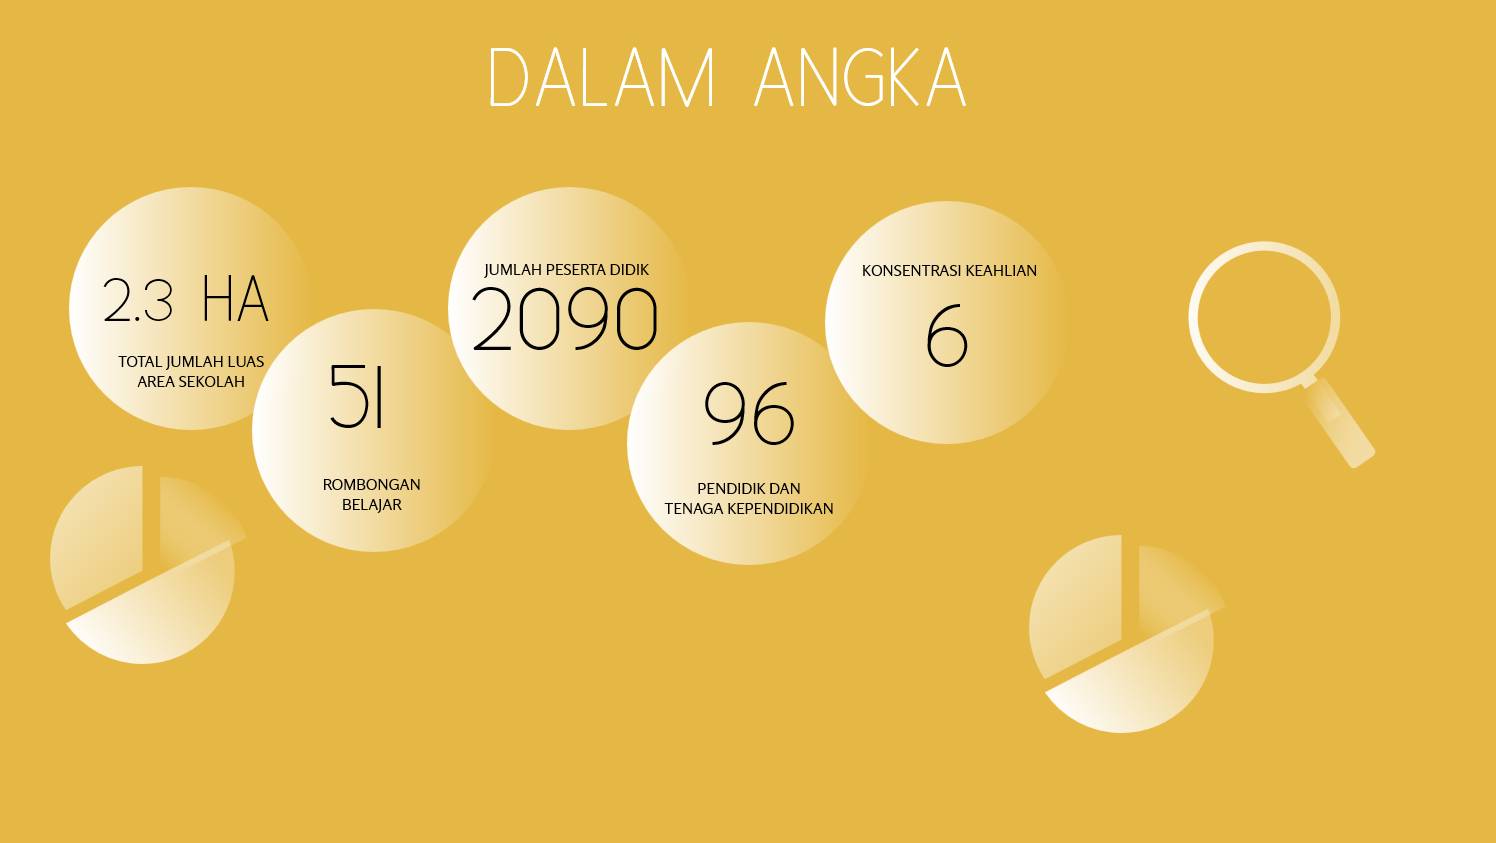 DALAM ANGKA
2.3 HA
TOTAL JUMLAH LUAS
AREA SEKOLAH
51
ROMBONGAN
BELAJAR
JUMLAH PESERTA DIDIK
2090
96
PENDIDIK DAN
TENAGA KEPENDIDIKAN
KONSENTRASI KEAHLIAN
6